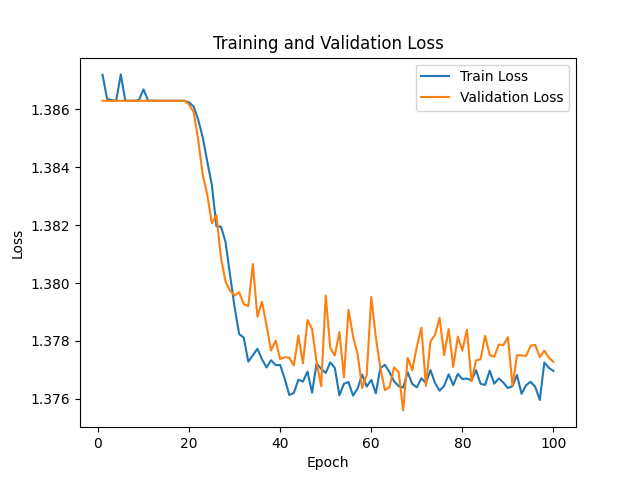 Training and Validation Loss
Train Loss
Validation Loss
1.386
1.384
1.382
1.380
1.378
1.376
Loss
0
20
40
60
80
100
Epoch